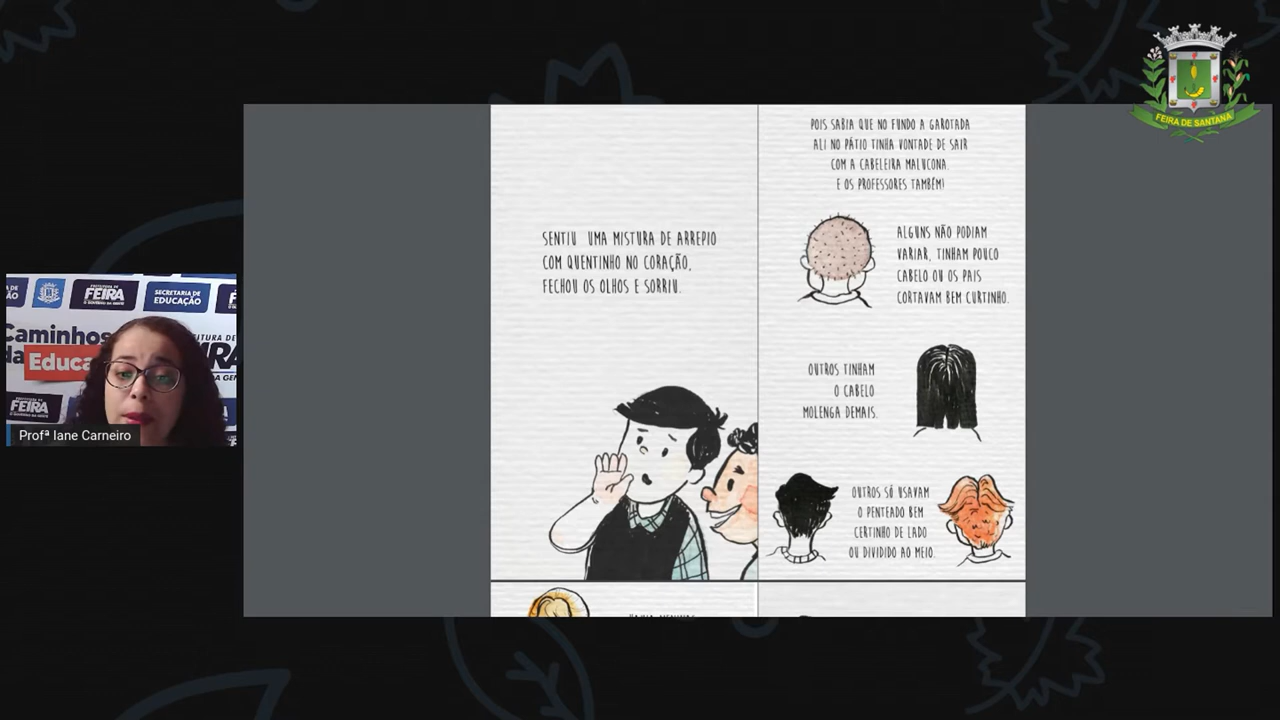 FEIRA DE SANTANA
SENTIU UMA MISTURA DE ARREPIO
COM QUENTINHO NO CORAÇÃO,
FECHOU OS OLHOS E SORRIU.
POIS SABIA QUE NO FUNDO A GAROTADA
ALI NO PÁTIO TINHA VONTADE DE SAIR
COM A CABELEIRA MALUCONA.
E OS PROFESSORES TAMBÉM!
ALGUNS NÃO PODIAM
VARIAR, TINHAM POUCO
CABELO OU OS PAIS
CORTAVAM BEM CURTINHO.
OUTROS TINHAM
O CABELO
MOLENGA DEMAIS.
OUTROS SÓ USAVAM
O PENTEADO BEM
CERTINHO DE LADO
OU DIVIDIDO AO MEIO.
FEIRA
SECRETARIA DE
EDUCAÇÃO
Caminhos
da Educa
FEIRA
Profª Iane Carneiro